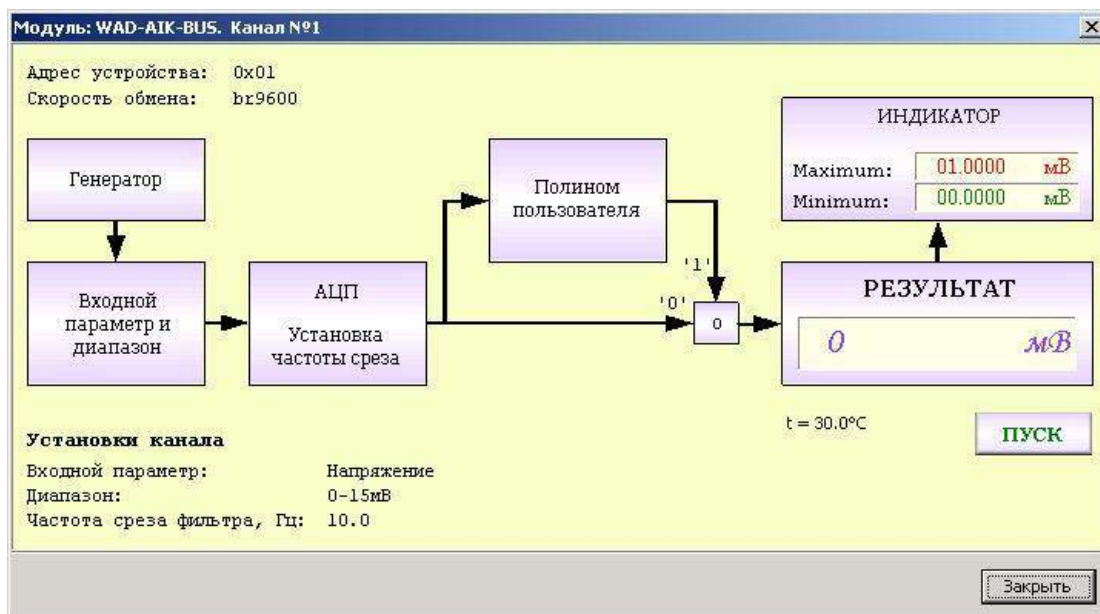 Модуль: WAD-AIK-BUS. Канал №1
Адрес устройства: 0x01
Скорость обмена: br9600
Генератор
Входной
параметр и
диапазон
АЦП
Установка
частоты среза
Полином
пользователя
'1'
'0'
0
ИНДИКАТОР
Maximum: 01.0000 мВ
Minimum: 00.0000 мВ
РЕЗУЛЬТАТ
0 мВ
t = 30.0°C
ПУСК
Установки канала
Входной параметр: Напряжение
Диапазон: 0-15мВ
Частота среза фильтра, Гц: 10.0
Закрыть